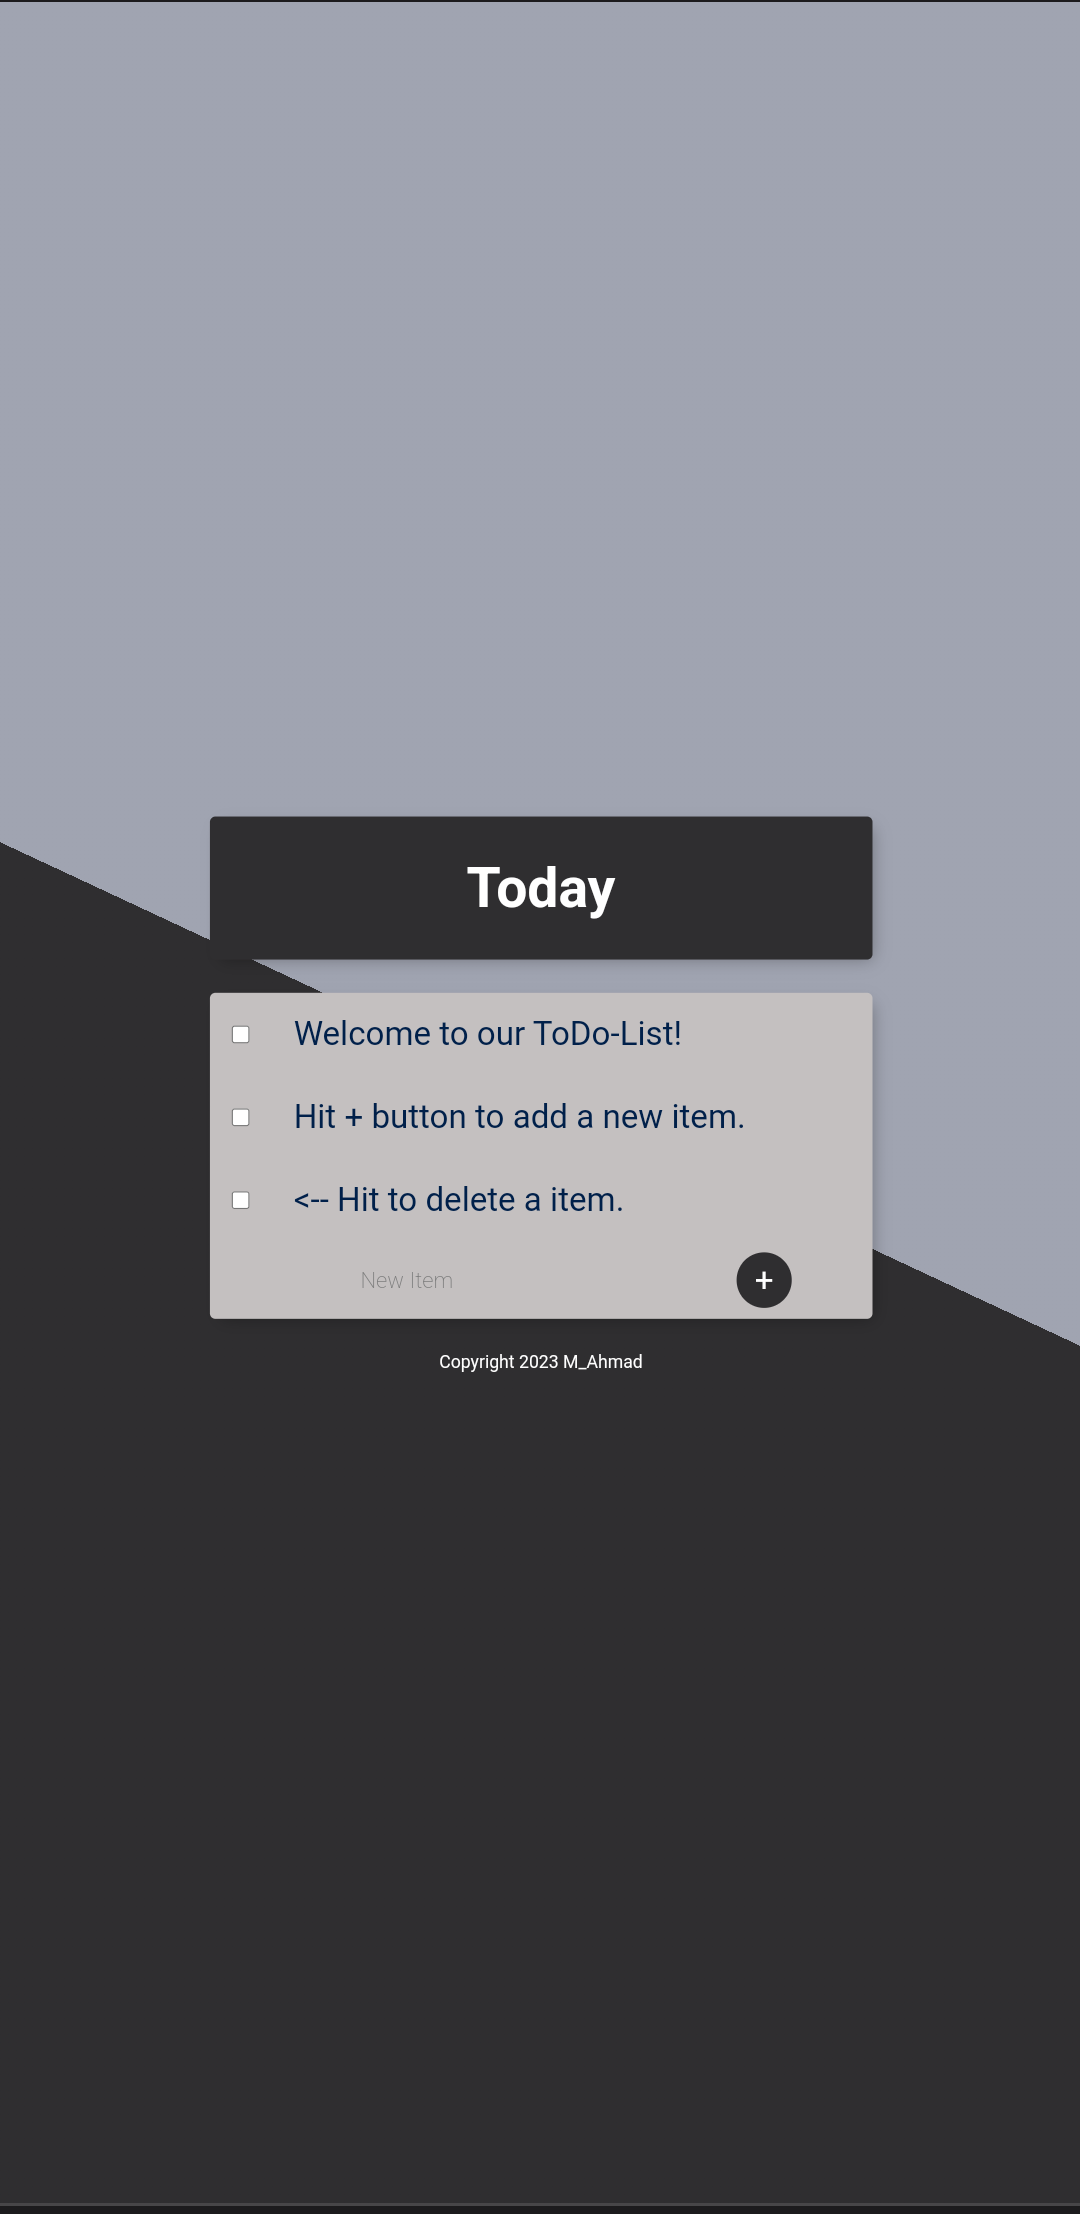 Today
Welcome to our ToDo-List!
Hit + button to add a new item.
<-- Hit to delete a item.
New Item
+
Copyright 2023 M_Ahmad